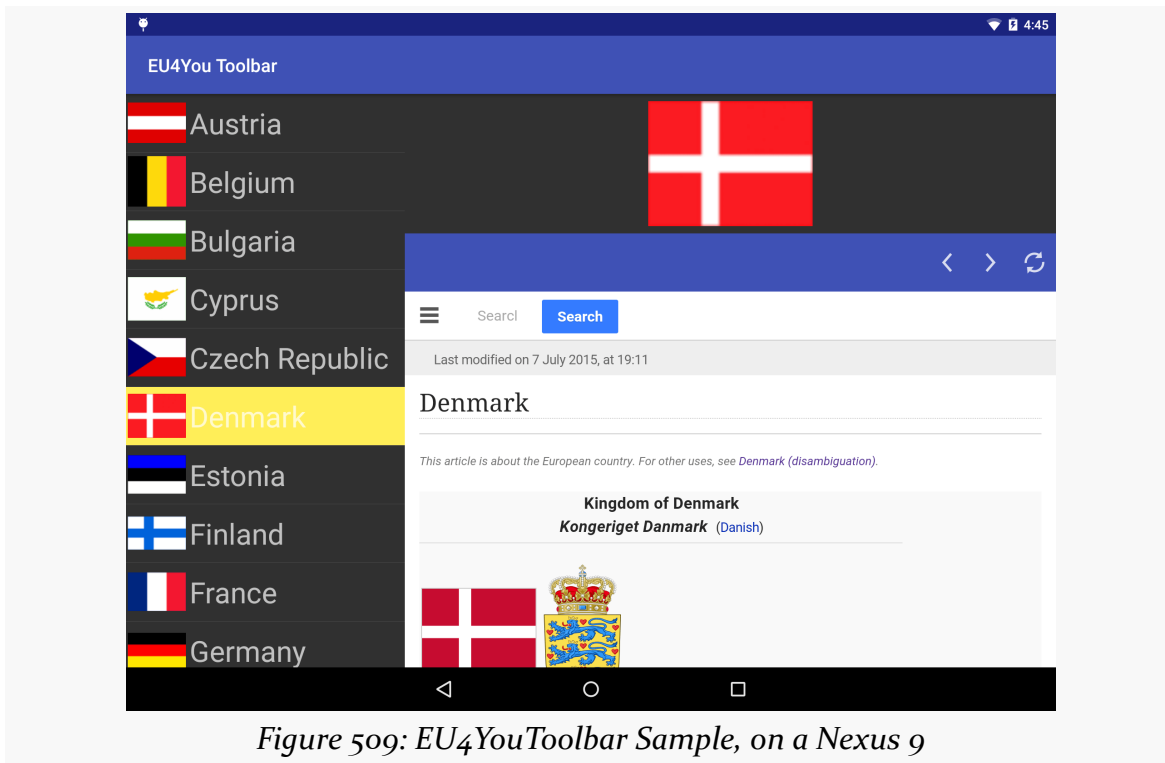 4:45
EU4You Toolbar
Austria
Belgium
Bulgaria
Cyprus
Czech Republic
Denmark
Estonia
Finland
France
Germany
Searcl
Search
Last modified on 7 July 2015, at 19:11
Denmark
This article is about the European country. For other uses, see Denmark (disambiguation).
Kingdom of Denmark
Kongeriget Danmark (Danish)
Figure 509: EU4YouToolbar Sample, on a Nexus 9